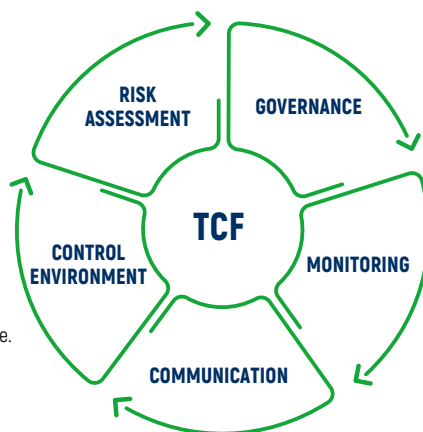 RISK
ASSESSMENT
GOVERNANCE
TCF
CONTROL
ENVIRONMENT
MONITORING
COMMUNICATION
e.